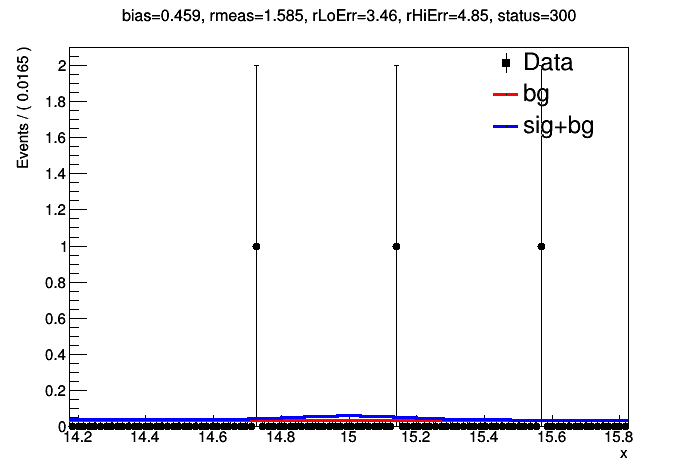 bias=0.459, rmeas=1.585, rLoErr=3.46, rHiErr=4.85, status=300
Events / ( 0.0165 )
2
1.8
1.6
1.4
1.2
1
0.8
0.6
0.4
0.2
0
Data
bg
sig+bg
14.2 14.4 14.6 14.8 15 15.2 15.4 15.6 15.8
x